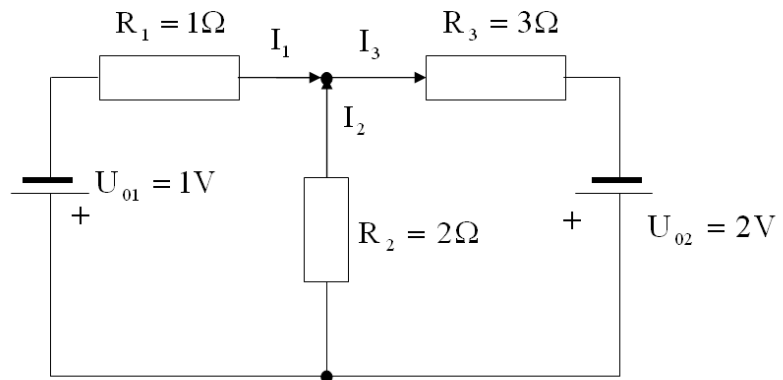 R₁ = 1Ω
I₁
I₃
R₃ = 3Ω
I₂
U₀₁ = 1V
+
R₂ = 2Ω
+
U₀₂ = 2V